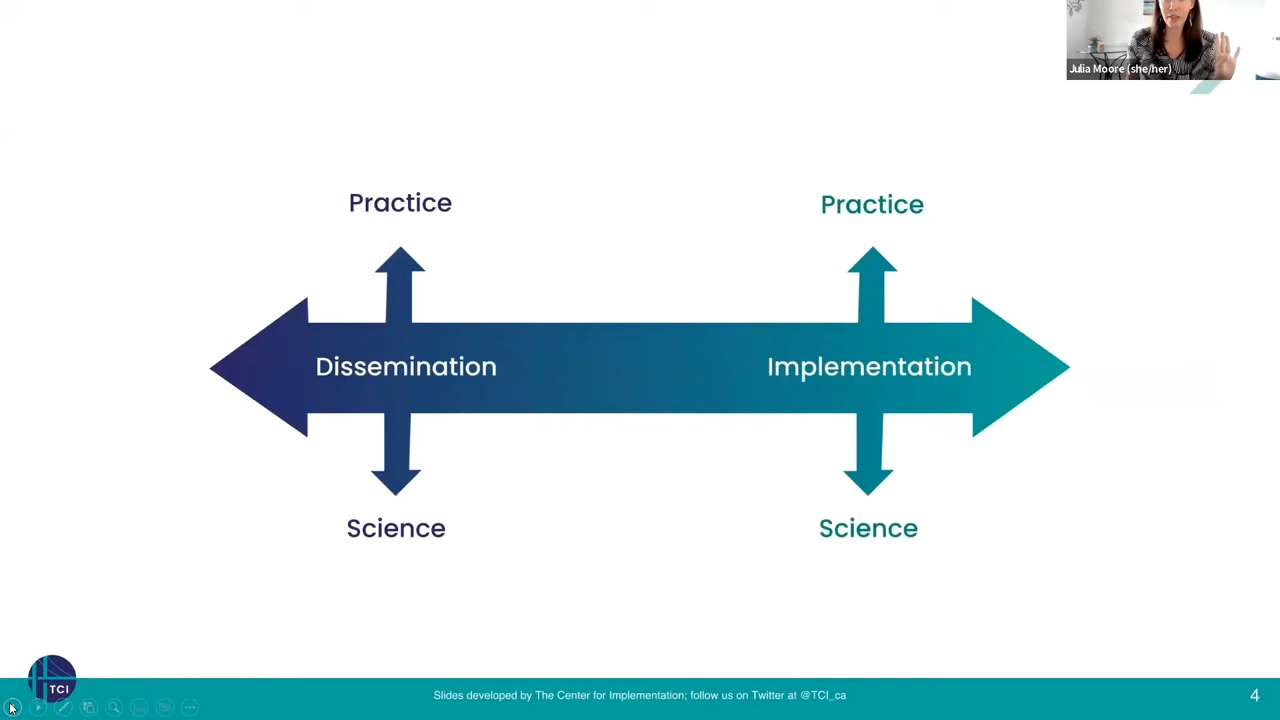 Julia Moore (she/her)
Practice
Practice
Dissemination
Implementation
Science
Science
TCI
Slides developed by The Center for Implementation; follow us on Twitter at @TCI_ca
4